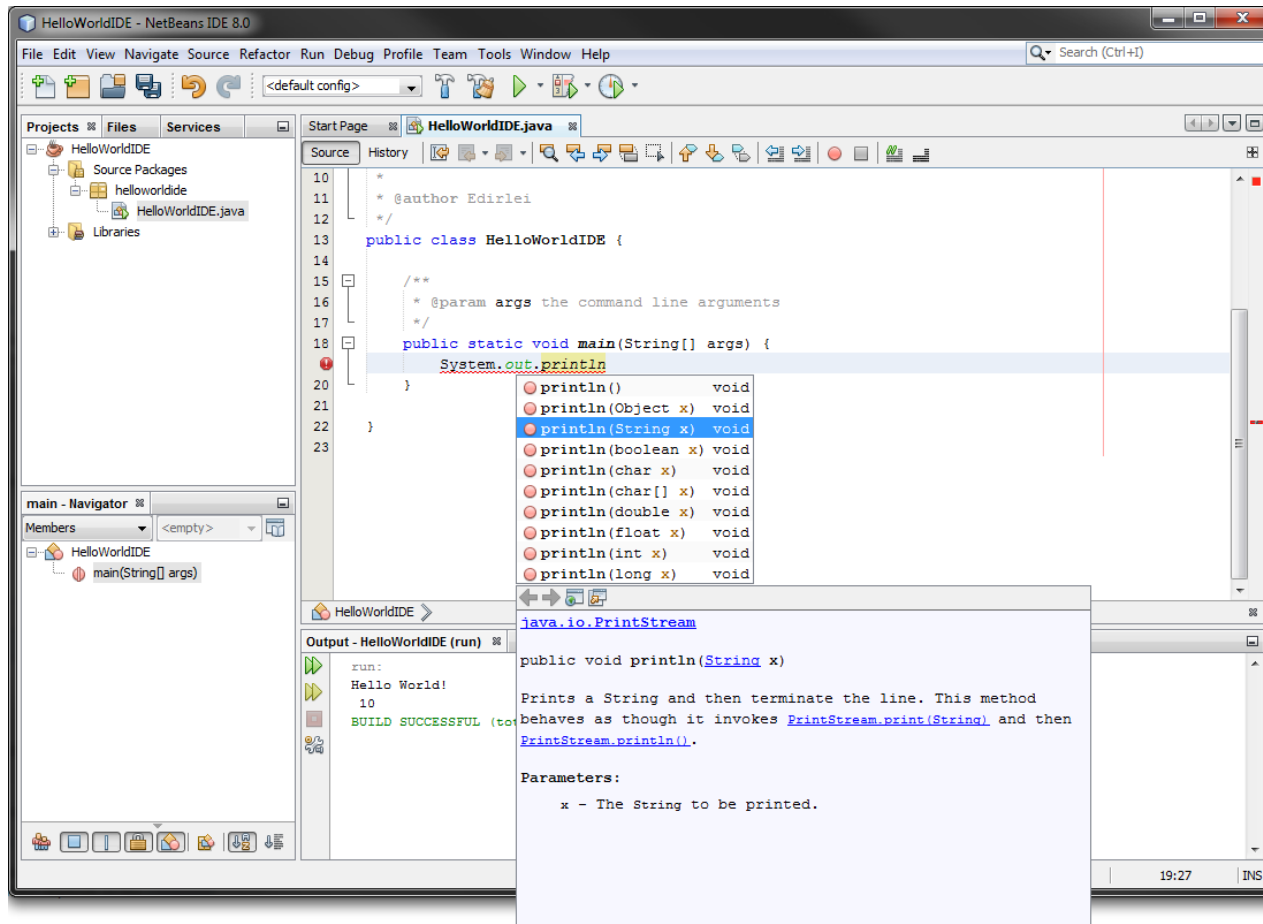 HelloWorldIDE - NetBeans IDE 8.0
File Edit View Navigate Source Refactor Run Debug Profile Team Tools Window Help
Search (Ctrl+I)
<default config>
Projects Files Services
HelloWorldIDE
Source Packages
helloworldide
HelloWorldIDE.java
Libraries
Start Page HelloWorldIDE.java
Source History
10 *
11 * @author Edirlei
12 */
13 public class HelloWorldIDE {
14
15 /**
16 * @param args the command line arguments
17 */
18 public static void main(String[] args) {
System.out.println
20 }
21
22 }
23
println() void
println(Object x) void
println(String x) void
println(boolean x) void
println(char x) void
println(char[] x) void
println(double x) void
println(float x) void
println(int x) void
println(long x) void
java.io.PrintStream
public void println(String x)
Prints a String and then terminate the line. This method
behaves as though it invokes PrintStream.print(String) and then
PrintStream.println().
Parameters:
x - The String to be printed.
main - Navigator
Members <empty>
HelloWorldIDE
main(String[] args)
HelloWorldIDE
Output - HelloWorldIDE (run)
run:
Hello World!
10
BUILD SUCCESSFUL (tot
19:27 INS